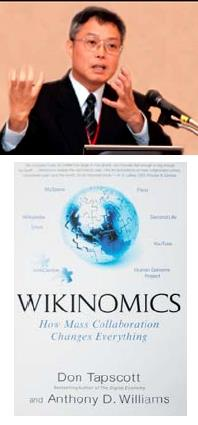 MySpace
Flickr
Wikipedia
Linux
Second Life
YouTube
InnoCentive
Human Genome
Project
WIKINOMICS
How Mass Collaboration
Changes Everything
Don Tapscott
Bestselling Author of The Digital Economy
and Anthony D. Williams